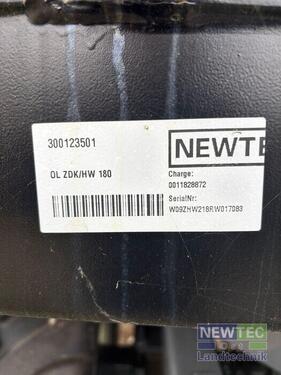 300123501
NEWTE
OL ZDK/HW 180
Charge:
0011828872
SerialNr:
W09ZHW218RW017083
NEWTEC
Landtechnik